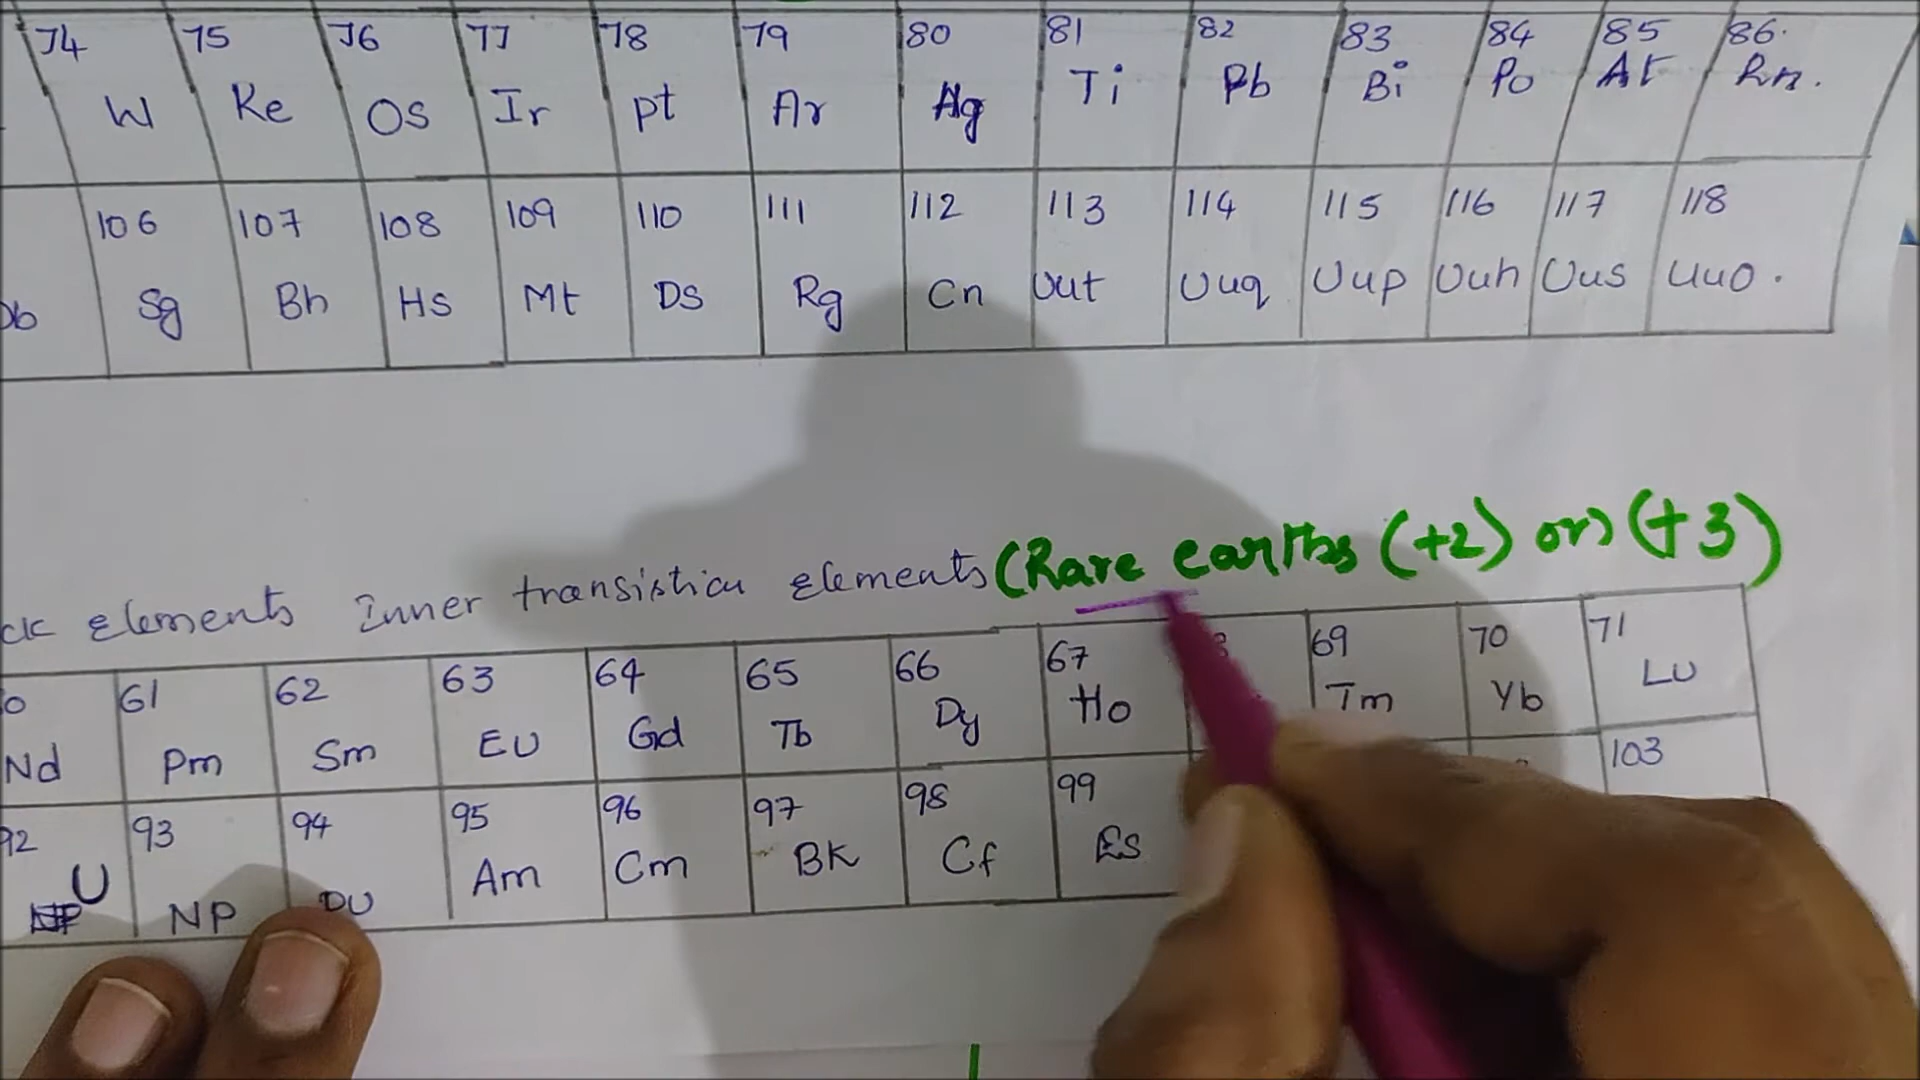 74 75 76 77 78 79 80 81 82 83 84 85 86.
W Re Os Ir pt Ar Ag Ti Pb Bi Po At Rn.
106 107 108 109 110 111 112 113 114 115 116 117 118
Db Sg Bh Hs Mt DS Rg Cn Uut Uuq Uup Uuh Uus Uuo.
ck elements Inner transistion elements (Rare earths (+2) or) (+3)
0 61 62 63 64 65 66 67 69 70 71
Nd Pm Sm EU Gd Tb Dy Ho Tm Yb LU
92 93 94 95 96 97 98 99 103
U NP PU Am Cm BK Cf Es